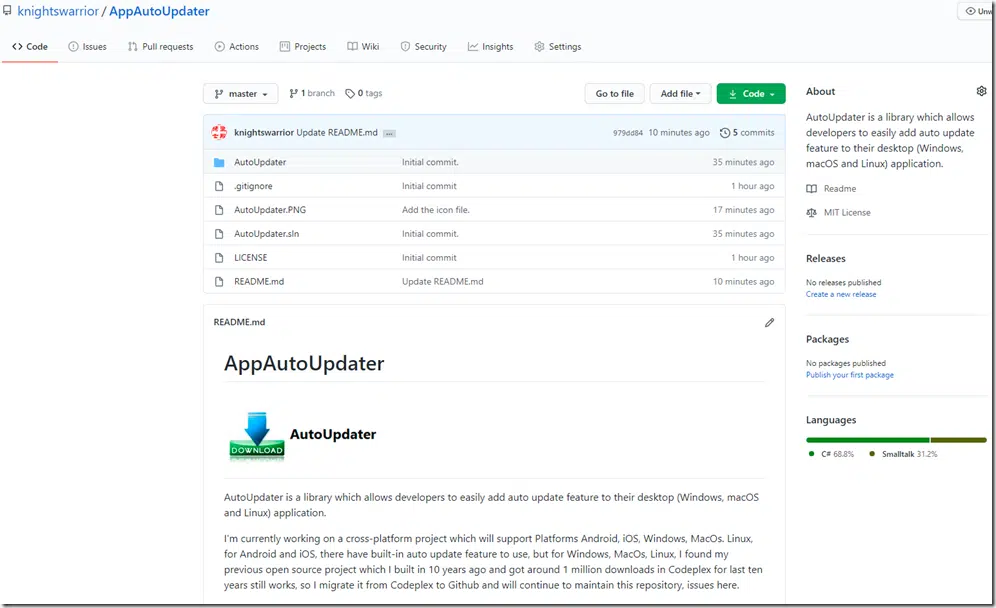 knightswarrior / AppAutoUpdater
Unw
Code Issues Pull requests Actions Projects Wiki Security Insights Settings
master 1 branch 0 tags Go to file Add file Code
knightswarrior Update README.md ... 979dd84 10 minutes ago 5 commits
AutoUpdater Initial commit. 35 minutes ago
.gitignore Initial commit 1 hour ago
AutoUpdater.PNG Add the icon file. 17 minutes ago
AutoUpdater.sln Initial commit. 35 minutes ago
LICENSE Initial commit 1 hour ago
README.md Update README.md 10 minutes ago
README.md
AppAutoUpdater
DOWNLOAD
AutoUpdater
AutoUpdater is a library which allows developers to easily add auto update feature to their desktop (Windows, macOS
and Linux) application.
I'm currently working on a cross-platform project which will support Platforms Android, iOS, Windows, MacOs. Linux,
for Android and iOS, there have built-in auto update feature to use, but for Windows, MacOs, Linux, I found my
previous open source project which I built in 10 years ago and got around 1 million downloads in Codeplex for last ten
years still works, so I migrate it from Codeplex to Github and will continue to maintain this repository, issues here.
About
AutoUpdater is a library which allows
developers to easily add auto update
feature to their desktop (Windows,
macOS and Linux) application.
Readme
MIT License
Releases
No releases published
Create a new release
Packages
No packages published
Publish your first package
Languages
C# 68.8% Smalltalk 31.2%